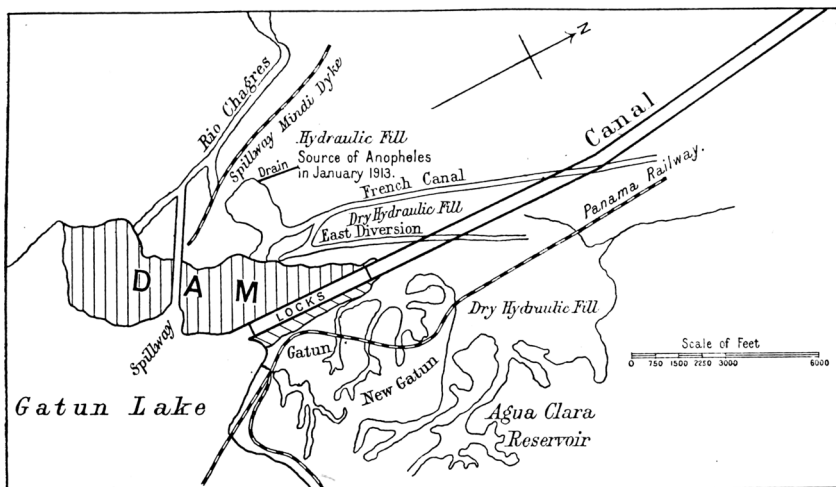 N
Rio Chagres
Spillway Mindi Dyke
Hydraulic Fill
Source of Anopheles
in January 1913.
Drain
Canal
French Canal
Panama Railway.
Dry Hydraulic Fill
East Diversion
DAM
LOCKS
Spillway
Gatun
New Gatun
Dry Hydraulic Fill
Scale of Feet
0 750 1500 2250 3000 6000
Gatun Lake
Agua Clara
Reservoir